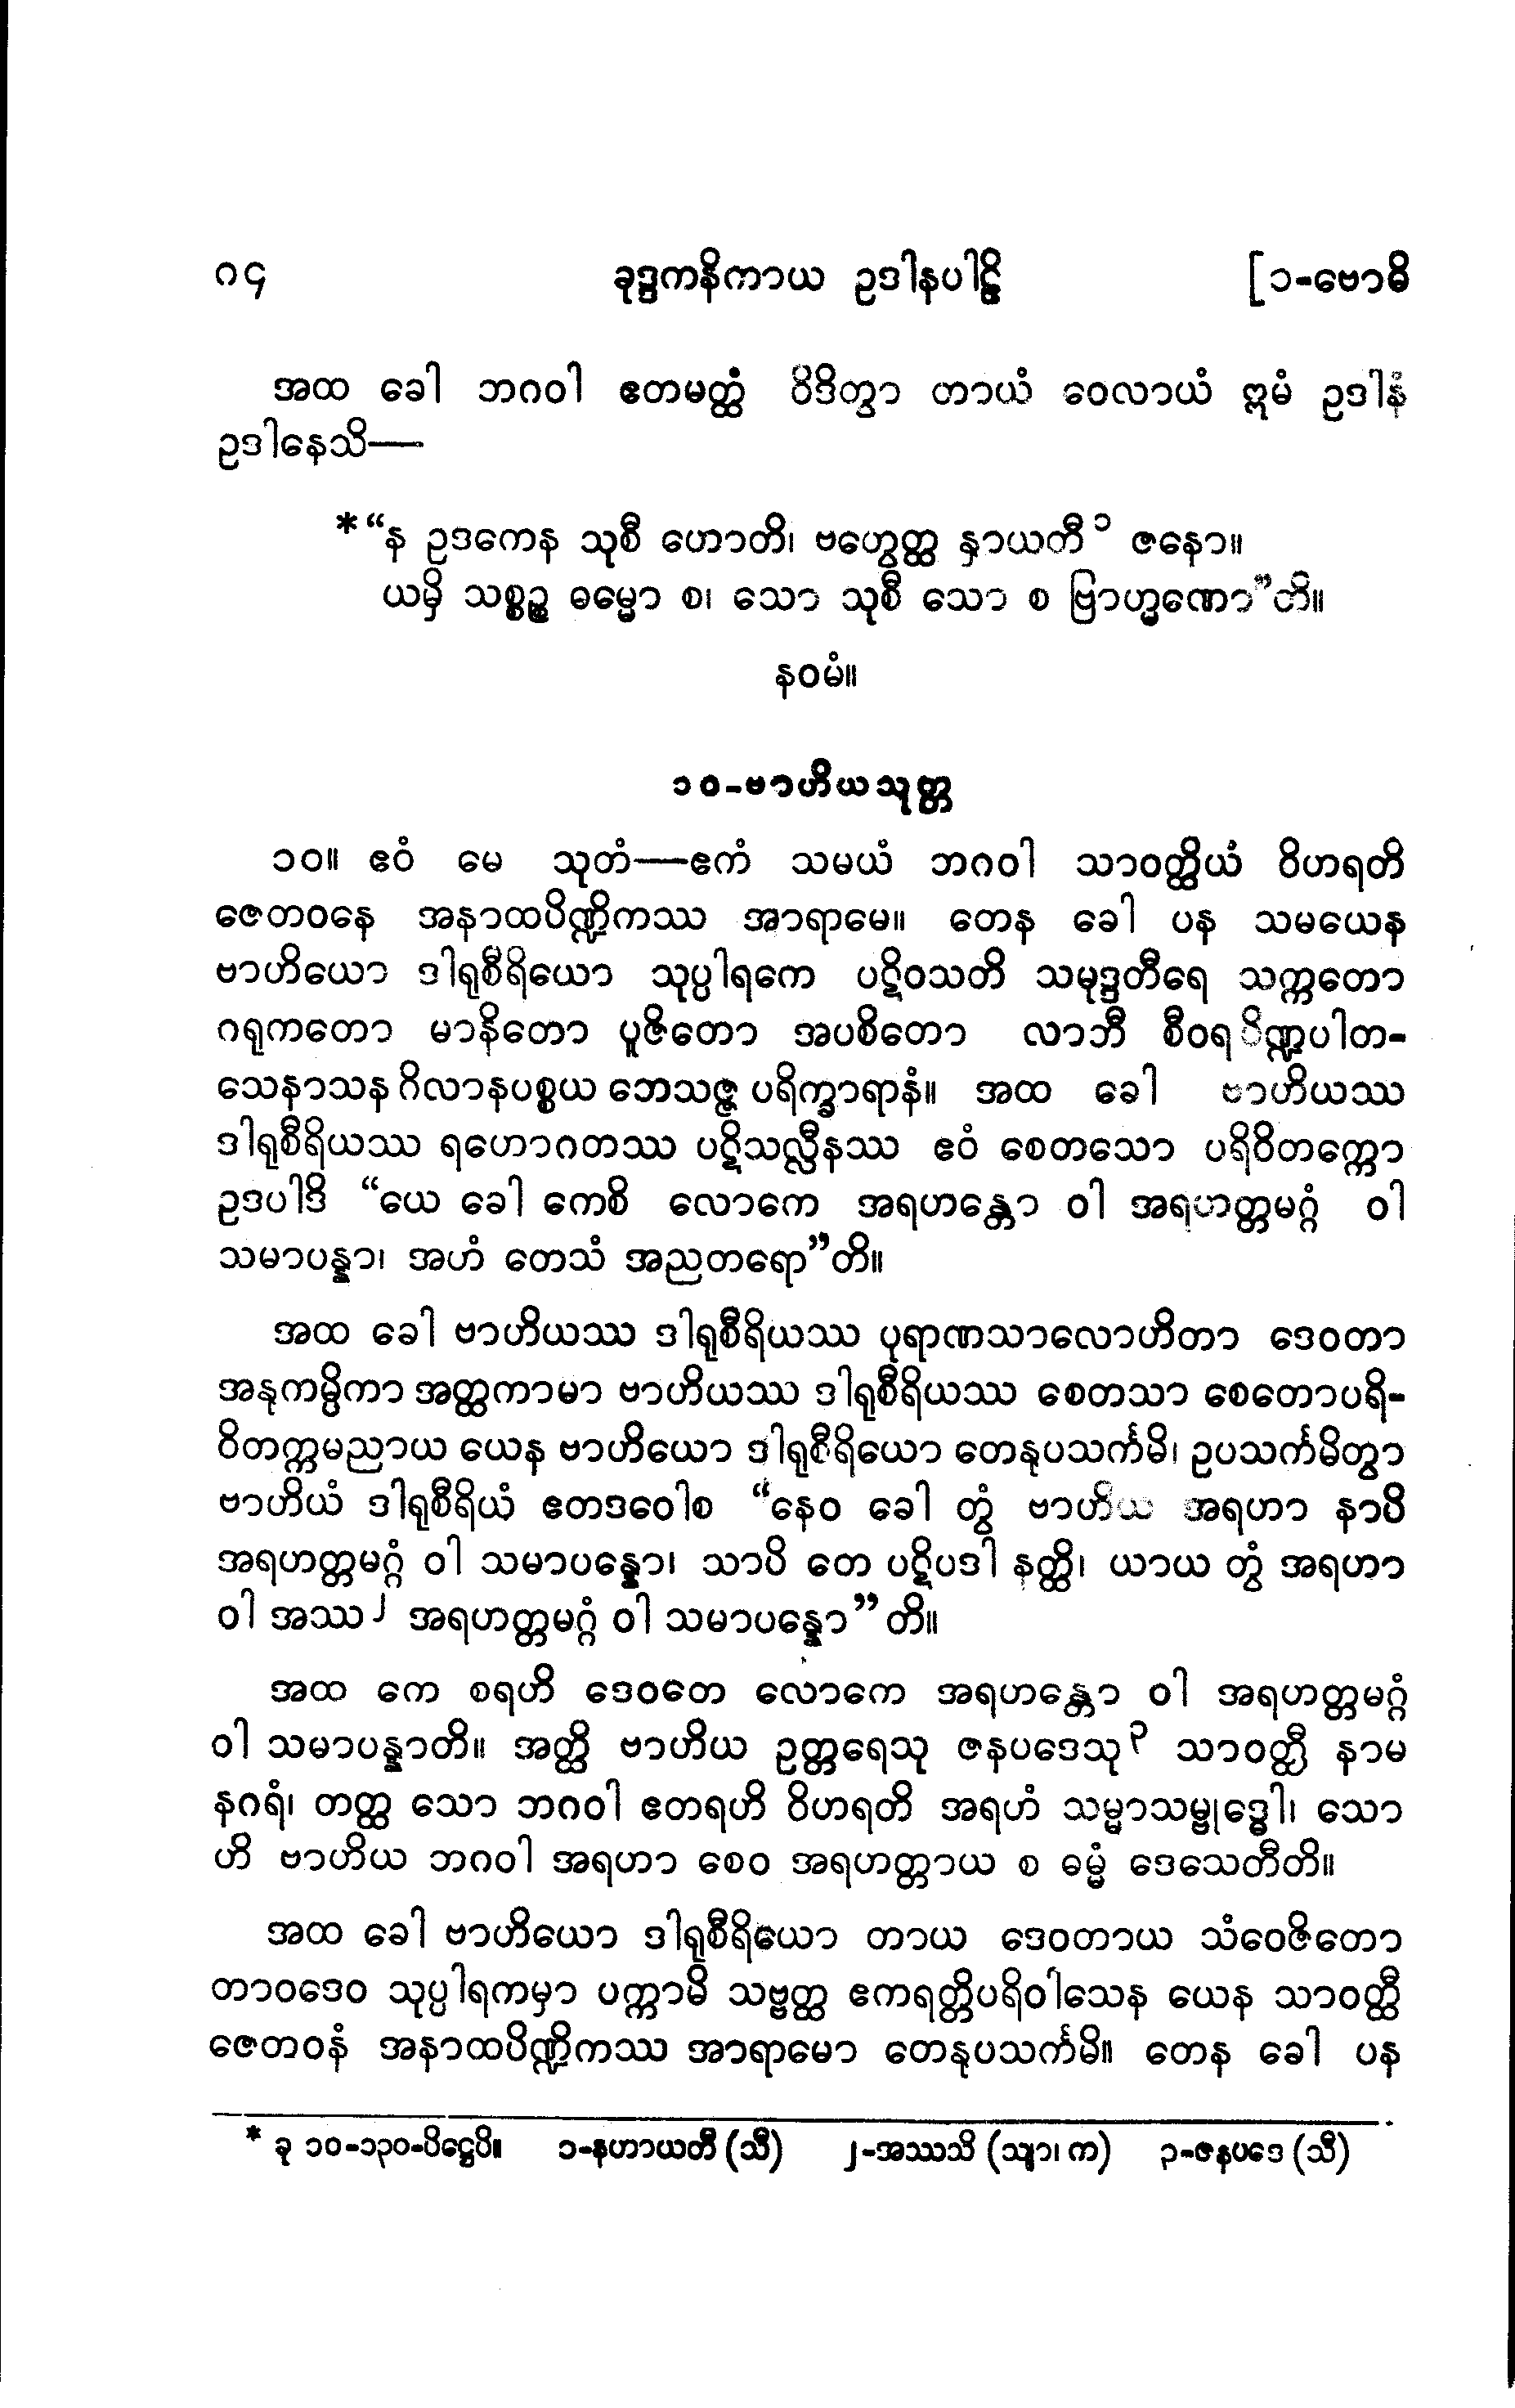 ၈၄ ခုဒ္ဒကနိကာယ ဥဒါနပါဠိ [၁-ဗောဓိ
အထ ခေါ ဘဂဝါ ဧတမတ္ထံ ဝိဒိတွာ တာယံ ဝေလာယံ ဣမံ ဥဒါနံ
ဥဒါနေသိ—
*“န ဥဒကေန သုစီ ဟောတိ၊ ဗဟွေတ္ထ နှာယတီ ၁ ဇနော။
ယမှိ သစ္စဉ္စ ဓမ္မော စ၊ သော သုစီ သော စ ဗြာဟ္မဏော”တိ။
နဝမံ။
၁၀-ဗာဟိယသုတ္တ
၁၀။ ဧဝံ မေ သုတံ—ဧကံ သမယံ ဘဂဝါ သာဝတ္ထိယံ ဝိဟရတိ
ဇေတဝနေ အနာထပိဏ္ဍိကဿ အာရာမေ။ တေန ခေါ ပန သမယေန
ဗာဟိယော ဒါရုစီရိယော သုပ္ပါရကေ ပဋိဝသတိ သမုဒ္ဒတီရေ သက္ကတော
ဂရုကတော မာနိတော ပူဇိတော အပစိတော လာဘီ စီဝရပိဏ္ဍပါတ-
သေနာသန ဂိလာနပစ္စယ ဘေသဇ္ဇ ပရိက္ခာရာနံ။ အထ ခေါ ဗာဟိယဿ
ဒါရုစီရိယဿ ရဟောဂတဿ ပဋိသလ္လီနဿ ဧဝံ စေတသော ပရိဝိတက္ကော
ဥဒပါဒိ “ယေ ခေါ ကေစိ လောကေ အရဟန္တော ဝါ အရဟတ္တမဂ္ဂံ ဝါ
သမာပန္နာ၊ အဟံ တေသံ အညတရော”တိ။
အထ ခေါ ဗာဟိယဿ ဒါရုစီရိယဿ ပုရာဏသာလောဟိတာ ဒေဝတာ
အနုကမ္ပိကာ အတ္ထကာမာ ဗာဟိယဿ ဒါရုစီရိယဿ စေတသာ စေတောပရိ-
ဝိတက္ကမညာယ ယေန ဗာဟိယော ဒါရုစီရိယော တေနုပသင်္ကမိ၊ ဥပသင်္ကမိတွာ
ဗာဟိယံ ဒါရုစီရိယံ ဧတဒဝေါစ “နေဝ ခေါ တွံ ဗာဟိယ အရဟာ နာပိ
အရဟတ္တမဂ္ဂံ ဝါ သမာပန္နော၊ သာပိ တေ ပဋိပဒါ နတ္ထိ၊ ယာယ တွံ အရဟာ
ဝါ အဿ ၂ အရဟတ္တမဂ္ဂံ ဝါ သမာပန္နော”တိ။
အထ ကေ စရဟိ ဒေဝတေ လောကေ အရဟန္တော ဝါ အရဟတ္တမဂ္ဂံ
ဝါ သမာပန္နာတိ။ အတ္ထိ ဗာဟိယ ဥတ္တရေသု ဇနပဒေသု ၃ သာဝတ္ထိ နာမ
နဂရံ၊ တတ္ထ သော ဘဂဝါ ဧတရဟိ ဝိဟရတိ အရဟံ သမ္မာသမ္ဗုဒ္ဓေါ၊ သော
ဟိ ဗာဟိယ ဘဂဝါ အရဟာ စေဝ အရဟတ္တာယ စ ဓမ္မံ ဒေသေတီတိ။
အထ ခေါ ဗာဟိယော ဒါရုစီရိယော တာယ ဒေဝတာယ သံဝေဇိတော
တာဝဒေဝ သုပ္ပါရကမှာ ပက္ကာမိ သဗ္ဗတ္ထ ဧကရတ္တိပရိဝါသေန ယေန သာဝတ္ထိ
ဇေတဝနံ အနာထပိဏ္ဍိကဿ အာရာမော တေနုပသင်္ကမိ။ တေန ခေါ ပန
* ခု ၁၀-၁၃၀-ပိဋ္ဌေပိ။ ၁-နဟာယတီ (သီ) ၂-အဿသိ (သျာ၊ က) ၃-ဇနပဒေ (သီ)